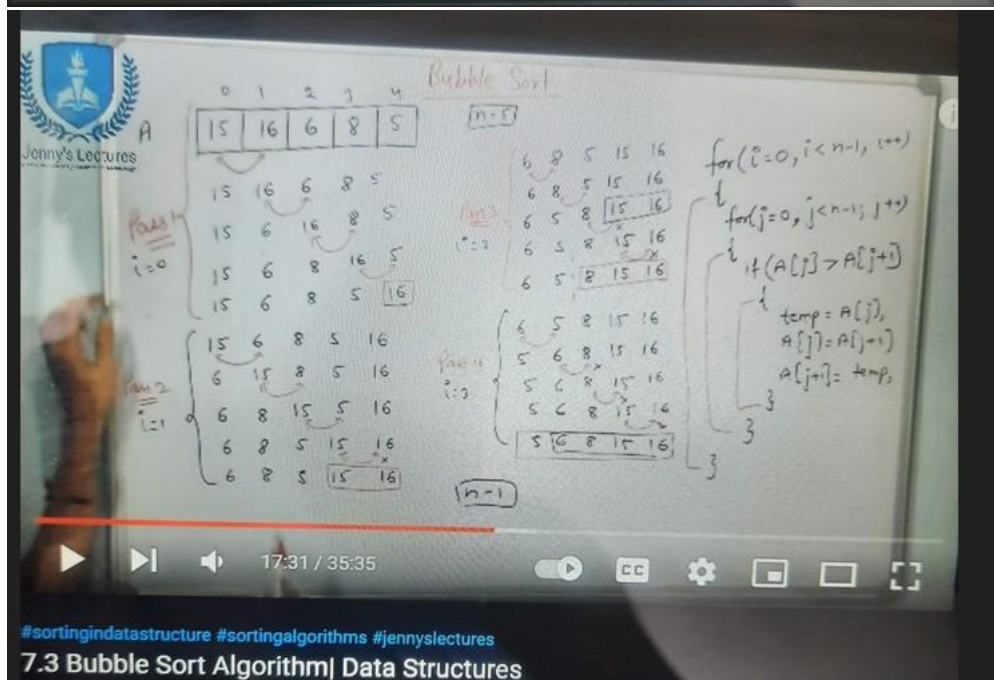 Bubble Sort
Jenny's Lectures
0 1 2 3 4
A 15 16 6 8 5
n=5
Pass 1
i=0
15 16 6 8 5
15 6 16 8 5
15 6 8 16 5
15 6 8 5 16
Pass 2
i=1
15 6 8 5 16
6 15 8 5 16
6 8 15 5 16
6 8 5 15 16
6 8 5 15 16
Pass 3
i=2
6 8 5 15 16
6 8 5 15 16
6 5 8 15 16
6 5 8 15 16
6 5 8 15 16
Pass 4
i=3
6 5 8 15 16
5 6 8 15 16
5 6 8 15 16
5 6 8 15 16
5 6 8 15 16
n-1
for(i=0, i<n-1, i++)
{
for(j=0, j<n-1; j++)
{
if(A[j]>A[j+1]
{
temp = A[j],
A[j]=A[j+1]
A[j+1]= temp,
}
}
}
17:31 / 35:35
CC
#sortingindatastructure #sortingalgorithms #jennyslectures
7.3 Bubble Sort Algorithm| Data Structures